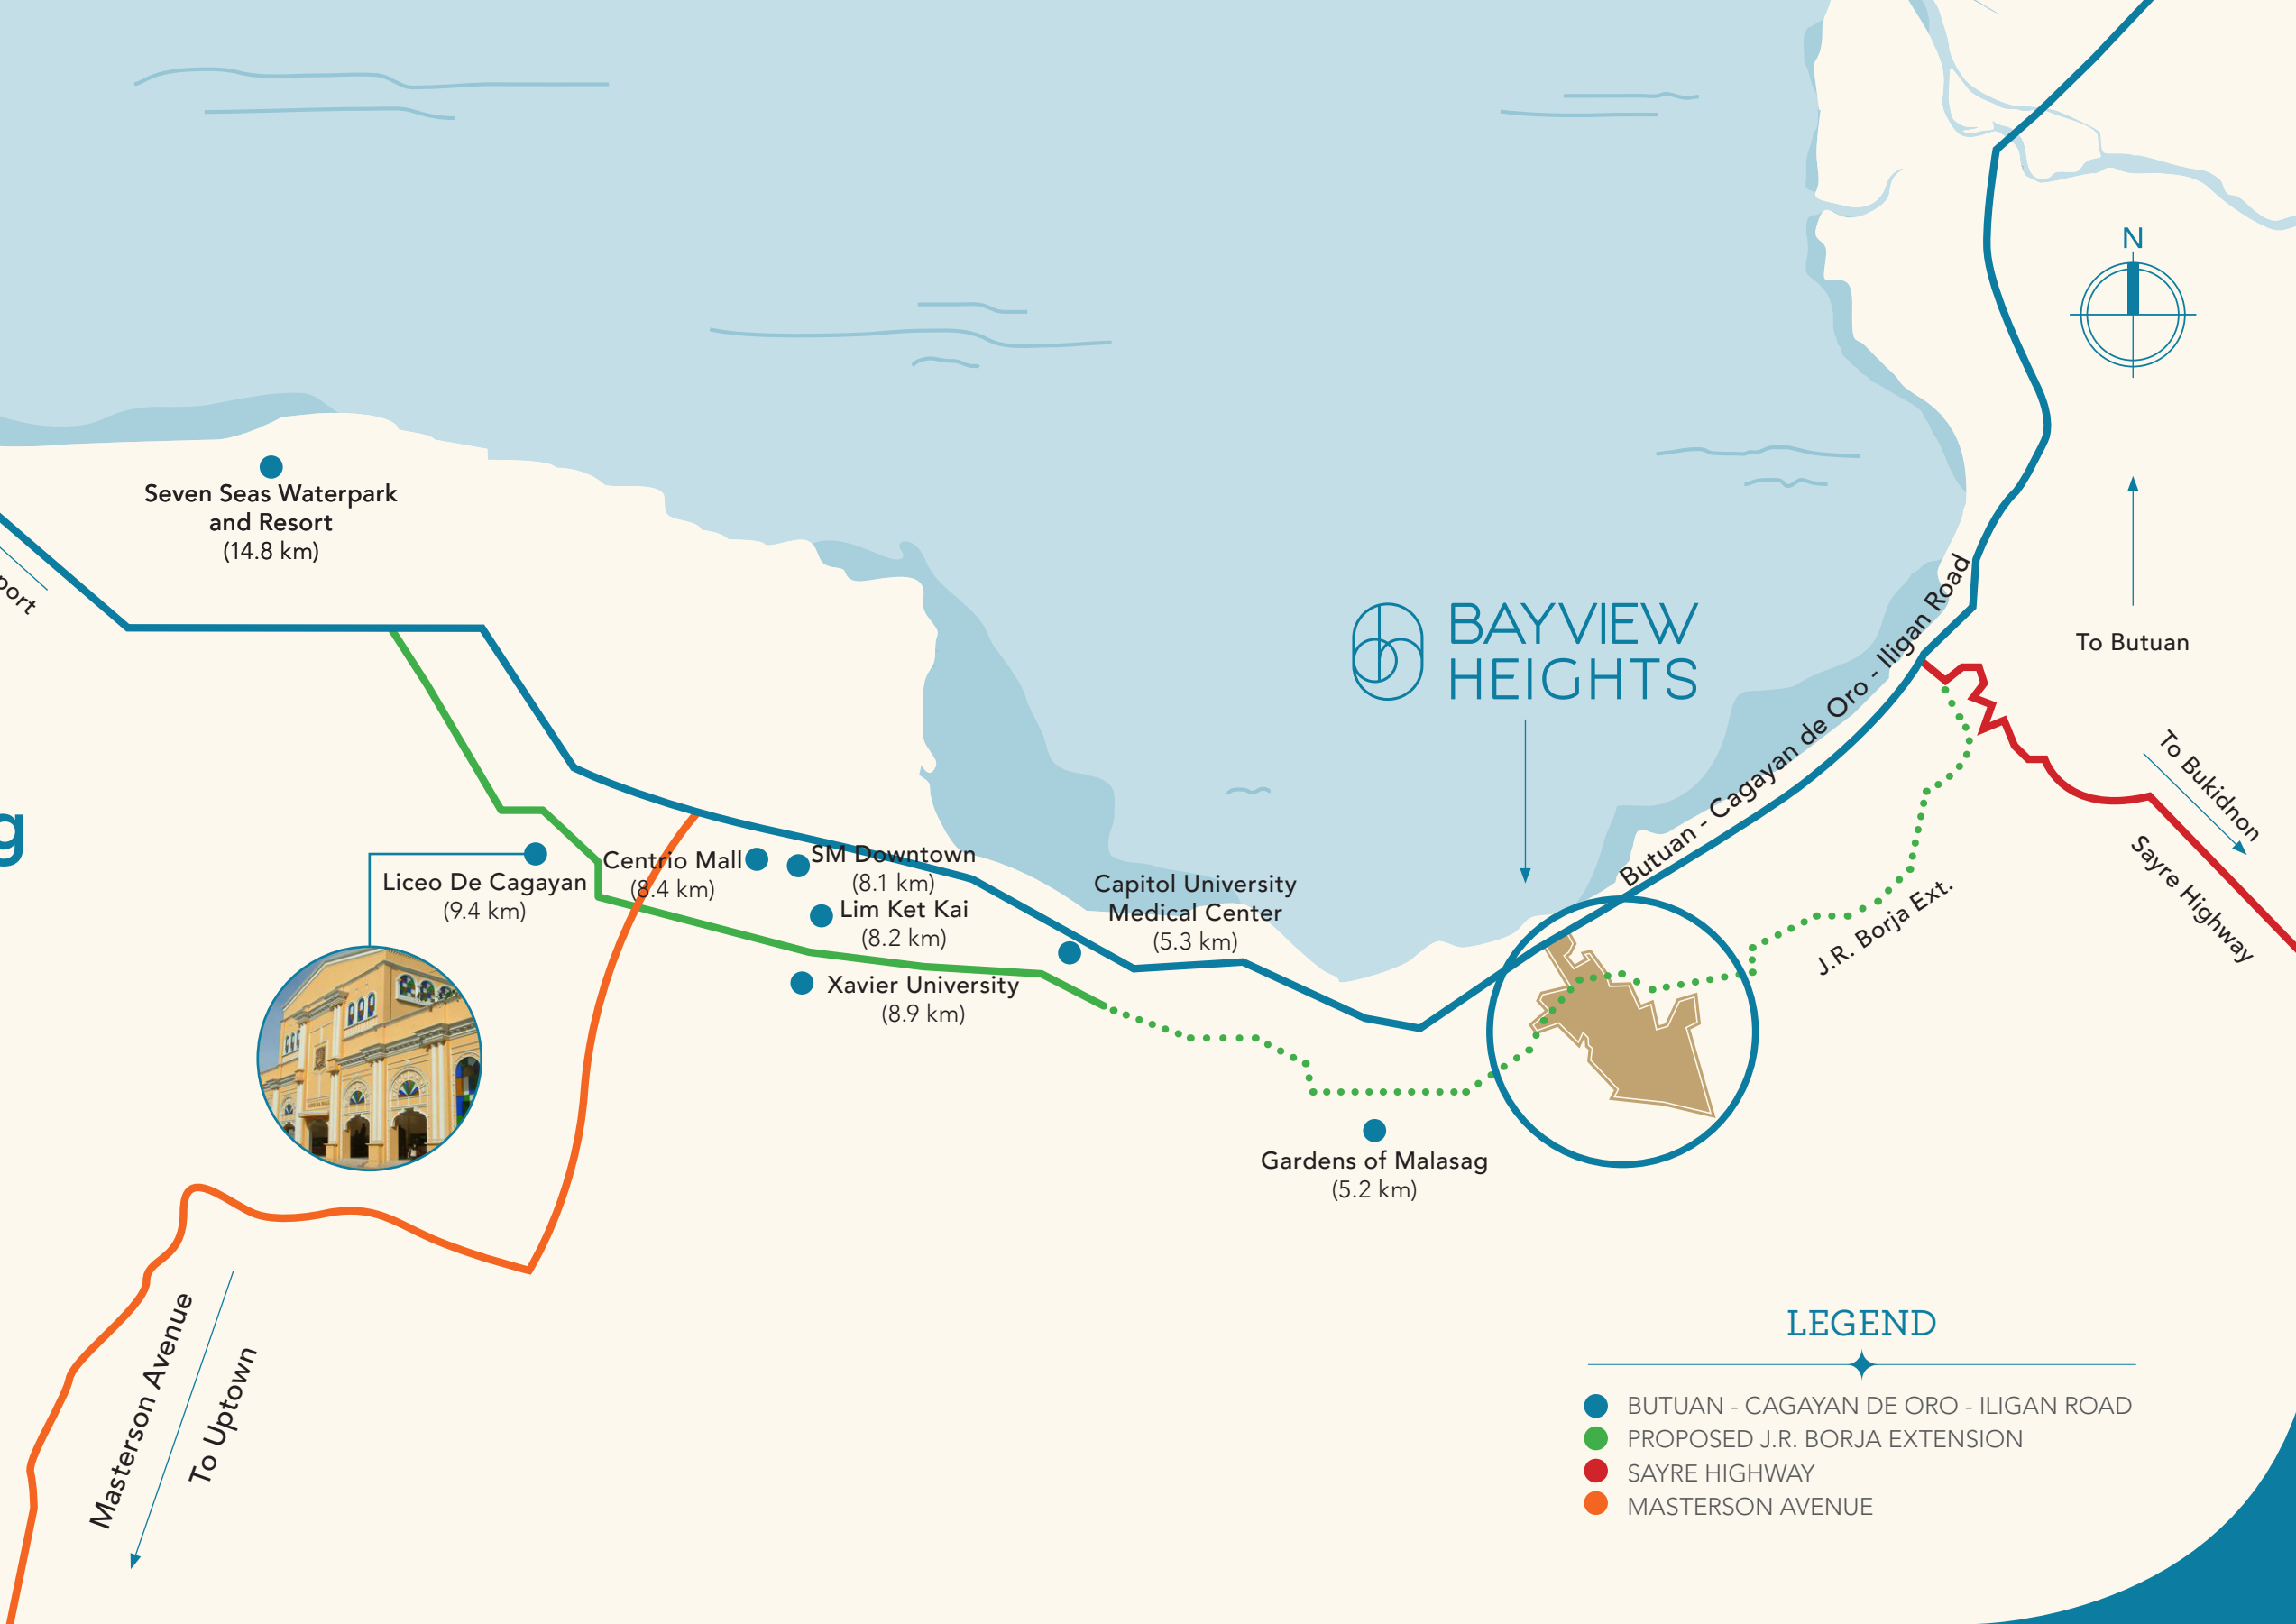 N
Seven Seas Waterpark
and Resort
(14.8 km)
port
g
BAYVIEW
HEIGHTS
To Butuan
Butuan - Cagayan de Oro - Iligan Road
To Bukidnon
Sayre Highway
J.R. Borja Ext.
Liceo De Cagayan
(9.4 km)
Centrio Mall
(8.4 km)
SM Downtown
(8.1 km)
Lim Ket Kai
(8.2 km)
Xavier University
(8.9 km)
Capitol University
Medical Center
(5.3 km)
Gardens of Malasag
(5.2 km)
Masterson Avenue
To Uptown
LEGEND
BUTUAN - CAGAYAN DE ORO - ILIGAN ROAD
PROPOSED J.R. BORJA EXTENSION
SAYRE HIGHWAY
MASTERSON AVENUE